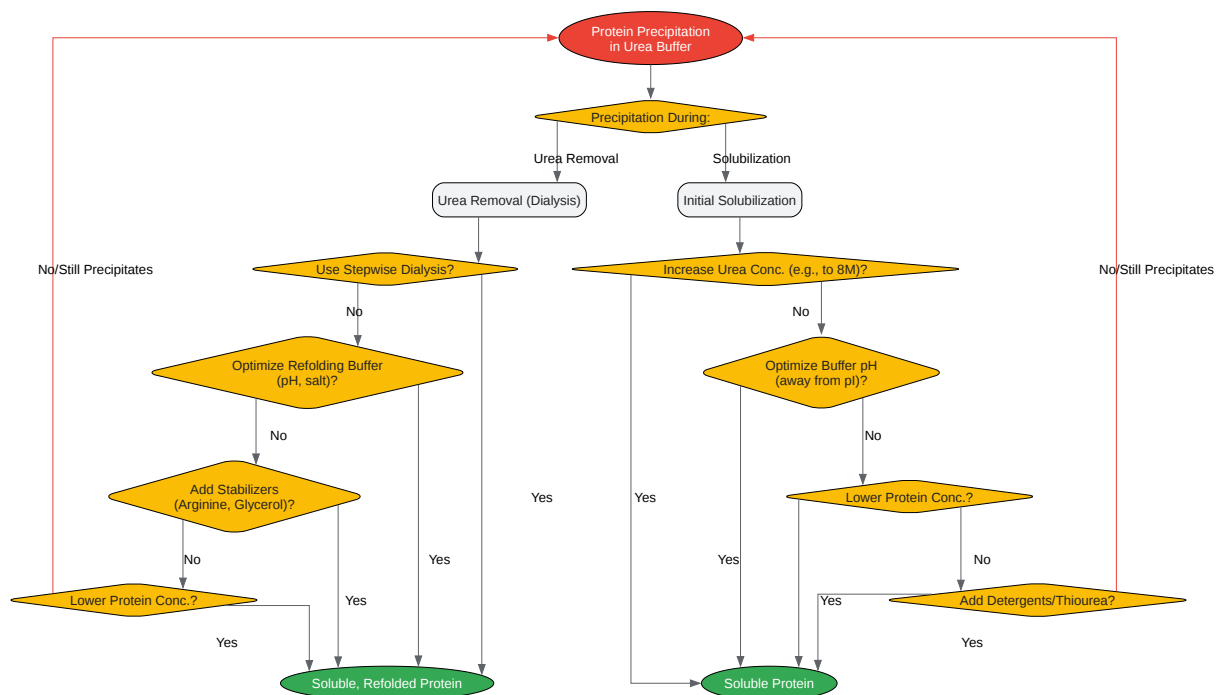 Protein Precipitation
in Urea Buffer
Precipitation During:
Urea Removal
Solubilization
Urea Removal (Dialysis)
Initial Solubilization
No/Still Precipitates
Use Stepwise Dialysis?
Increase Urea Conc. (e.g., to 8M)?
No/Still Precipitates
No
No
Optimize Refolding Buffer
(pH, salt)?
Optimize Buffer pH
(away from pI)?
No
No
Add Stabilizers
(Arginine, Glycerol)?
Yes
Yes
Lower Protein Conc.?
No
Yes
Yes
No
Lower Protein Conc.?
Yes
Yes
Add Detergents/Thiourea?
Yes
Yes
Soluble, Refolded Protein
Soluble Protein